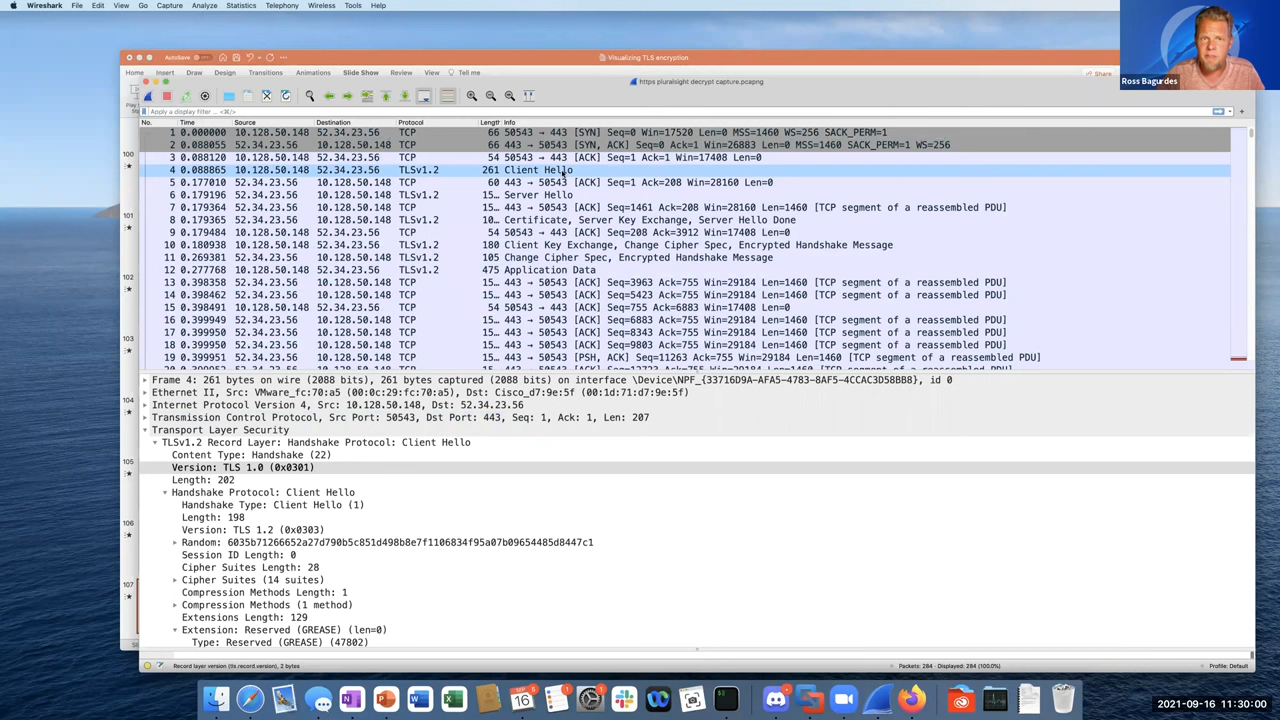 Wireshark File Edit View Go Capture Analyze Statistics Telephony Wireless Tools Help
Ross Bagurdes
AutoSave
Visualizing TLS encryption
Home Insert Draw Design Transitions Animations Slide Show Review View Tell me
Share
https pluralsight decrypt capture.pcapng
Apply a display filter ... <⌘/>
No. Time Source Destination Protocol Length Info
1 0.000000 10.128.50.148 52.34.23.56 TCP 66 50543 → 443 [SYN] Seq=0 Win=17520 Len=0 MSS=1460 WS=256 SACK_PERM=1
2 0.088055 52.34.23.56 10.128.50.148 TCP 66 443 → 50543 [SYN, ACK] Seq=0 Ack=1 Win=26883 Len=0 MSS=1460 SACK_PERM=1 WS=256
3 0.088120 10.128.50.148 52.34.23.56 TCP 54 50543 → 443 [ACK] Seq=1 Ack=1 Win=17408 Len=0
4 0.088865 10.128.50.148 52.34.23.56 TLSv1.2 261 Client Hello
5 0.177010 52.34.23.56 10.128.50.148 TCP 60 443 → 50543 [ACK] Seq=1 Ack=208 Win=28160 Len=0
6 0.179196 52.34.23.56 10.128.50.148 TLSv1.2 15… Server Hello
7 0.179364 52.34.23.56 10.128.50.148 TCP 15… 443 → 50543 [ACK] Seq=1461 Ack=208 Win=28160 Len=1460 [TCP segment of a reassembled PDU]
8 0.179365 52.34.23.56 10.128.50.148 TLSv1.2 10… Certificate, Server Key Exchange, Server Hello Done
9 0.179484 10.128.50.148 52.34.23.56 TCP 54 50543 → 443 [ACK] Seq=208 Ack=3912 Win=17408 Len=0
10 0.180938 10.128.50.148 52.34.23.56 TLSv1.2 180 Client Key Exchange, Change Cipher Spec, Encrypted Handshake Message
11 0.269381 52.34.23.56 10.128.50.148 TLSv1.2 105 Change Cipher Spec, Encrypted Handshake Message
12 0.277768 10.128.50.148 52.34.23.56 TLSv1.2 475 Application Data
13 0.398358 52.34.23.56 10.128.50.148 TCP 15… 443 → 50543 [ACK] Seq=3963 Ack=755 Win=29184 Len=1460 [TCP segment of a reassembled PDU]
14 0.398462 52.34.23.56 10.128.50.148 TCP 15… 443 → 50543 [ACK] Seq=5423 Ack=755 Win=29184 Len=1460 [TCP segment of a reassembled PDU]
15 0.398491 10.128.50.148 52.34.23.56 TCP 54 50543 → 443 [ACK] Seq=755 Ack=6883 Win=17408 Len=0
16 0.399949 52.34.23.56 10.128.50.148 TCP 15… 443 → 50543 [ACK] Seq=6883 Ack=755 Win=29184 Len=1460 [TCP segment of a reassembled PDU]
17 0.399950 52.34.23.56 10.128.50.148 TCP 15… 443 → 50543 [ACK] Seq=8343 Ack=755 Win=29184 Len=1460 [TCP segment of a reassembled PDU]
18 0.399950 52.34.23.56 10.128.50.148 TCP 15… 443 → 50543 [ACK] Seq=9803 Ack=755 Win=29184 Len=1460 [TCP segment of a reassembled PDU]
19 0.399951 52.34.23.56 10.128.50.148 TCP 15… 443 → 50543 [PSH, ACK] Seq=11263 Ack=755 Win=29184 Len=1460 [TCP segment of a reassembled PDU]
100
101
102
103
104
105
106
107
Frame 4: 261 bytes on wire (2088 bits), 261 bytes captured (2088 bits) on interface \Device\NPF_{33716D9A-AFA5-4783-8AF5-4CCAC3D58BB8}, id 0
Ethernet II, Src: VMware_fc:70:a5 (00:0c:29:fc:70:a5), Dst: Cisco_d7:9e:5f (00:1d:71:d7:9e:5f)
Internet Protocol Version 4, Src: 10.128.50.148, Dst: 52.34.23.56
Transmission Control Protocol, Src Port: 50543, Dst Port: 443, Seq: 1, Ack: 1, Len: 207
Transport Layer Security
TLSv1.2 Record Layer: Handshake Protocol: Client Hello
Content Type: Handshake (22)
Version: TLS 1.0 (0x0301)
Length: 202
Handshake Protocol: Client Hello
Handshake Type: Client Hello (1)
Length: 198
Version: TLS 1.2 (0x0303)
Random: 6035b71266652a27d790b5c851d498b8e7f1106834f95a07b09654485d8447c1
Session ID Length: 0
Cipher Suites Length: 28
Cipher Suites (14 suites)
Compression Methods Length: 1
Compression Methods (1 method)
Extensions Length: 129
Extension: Reserved (GREASE) (len=0)
Type: Reserved (GREASE) (47802)
Record layer version (tls.record.version), 2 bytes
Packets: 284 · Displayed: 284 (100.0%)
Profile: Default
2021-09-16 11:30:00